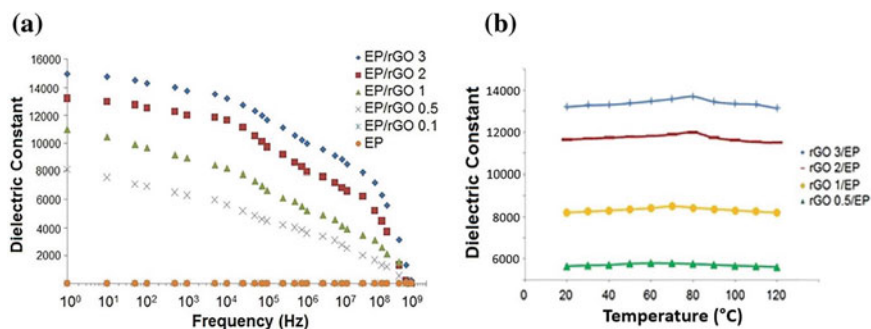 (a)
Dielectric Constant
16000
14000
12000
10000
8000
6000
4000
2000
10⁰ 10¹ 10² 10³ 10⁴ 10⁵ 10⁶ 10⁷ 10⁸ 10⁹
Frequency (Hz)
EP/rGO 3
EP/rGO 2
EP/rGO 1
EP/rGO 0.5
EP/rGO 0.1
EP
(b)
Dielectric Constant
14000
12000
10000
8000
6000
20 40 60 80 100 120
Temperature (°C)
rGO 3/EP
rGO 2/EP
rGO 1/EP
rGO 0.5/EP